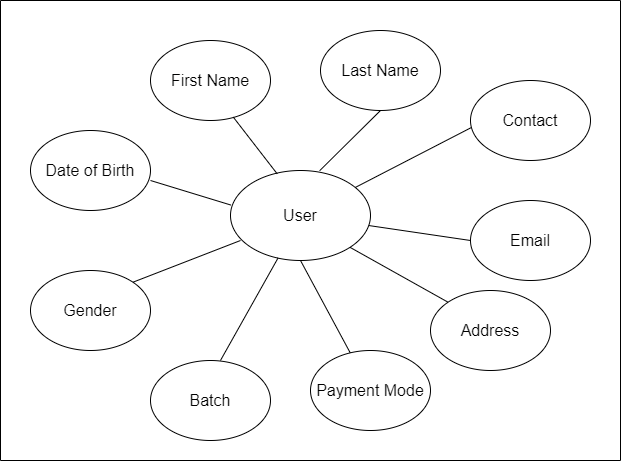 First Name
Last Name
Contact
Date of Birth
User
Email
Gender
Address
Batch
Payment Mode